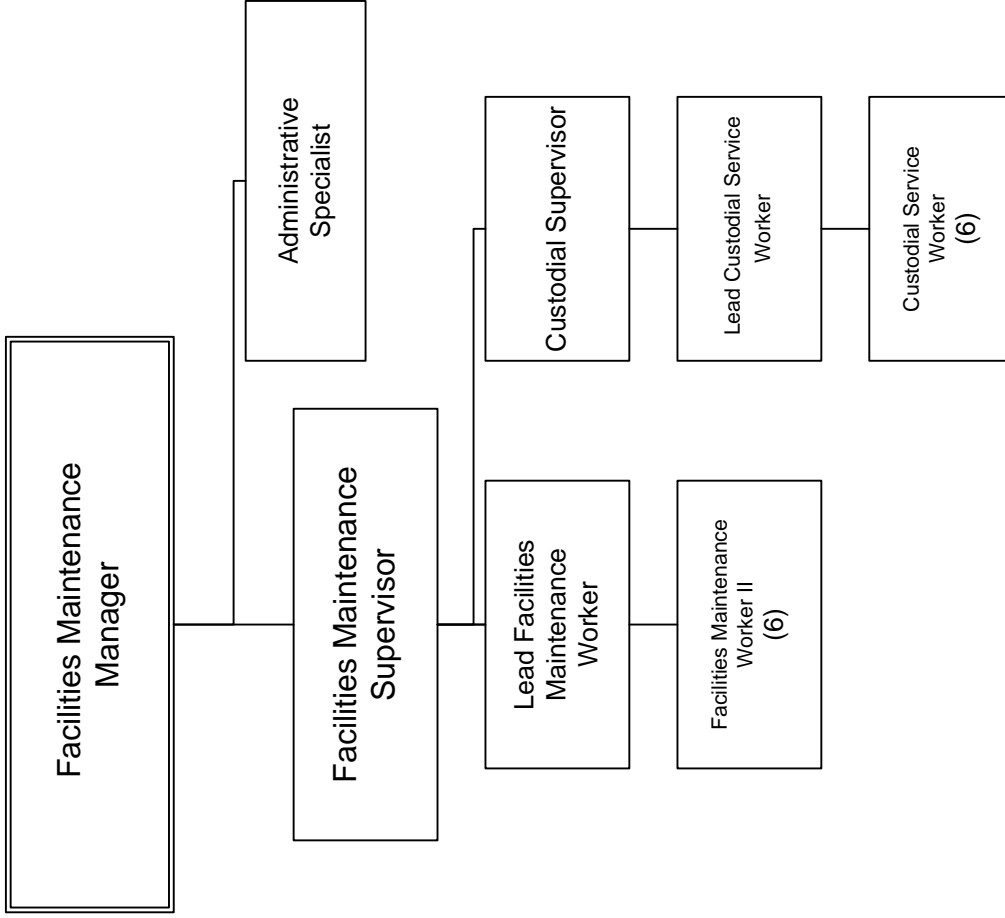 Facilities Maintenance
Manager
Administrative
Specialist
Facilities Maintenance
Supervisor
Lead Facilities
Maintenance
Worker
Custodial Supervisor
Facilities Maintenance
Worker II
(6)
Lead Custodial Service
Worker
Custodial Service
Worker
(6)